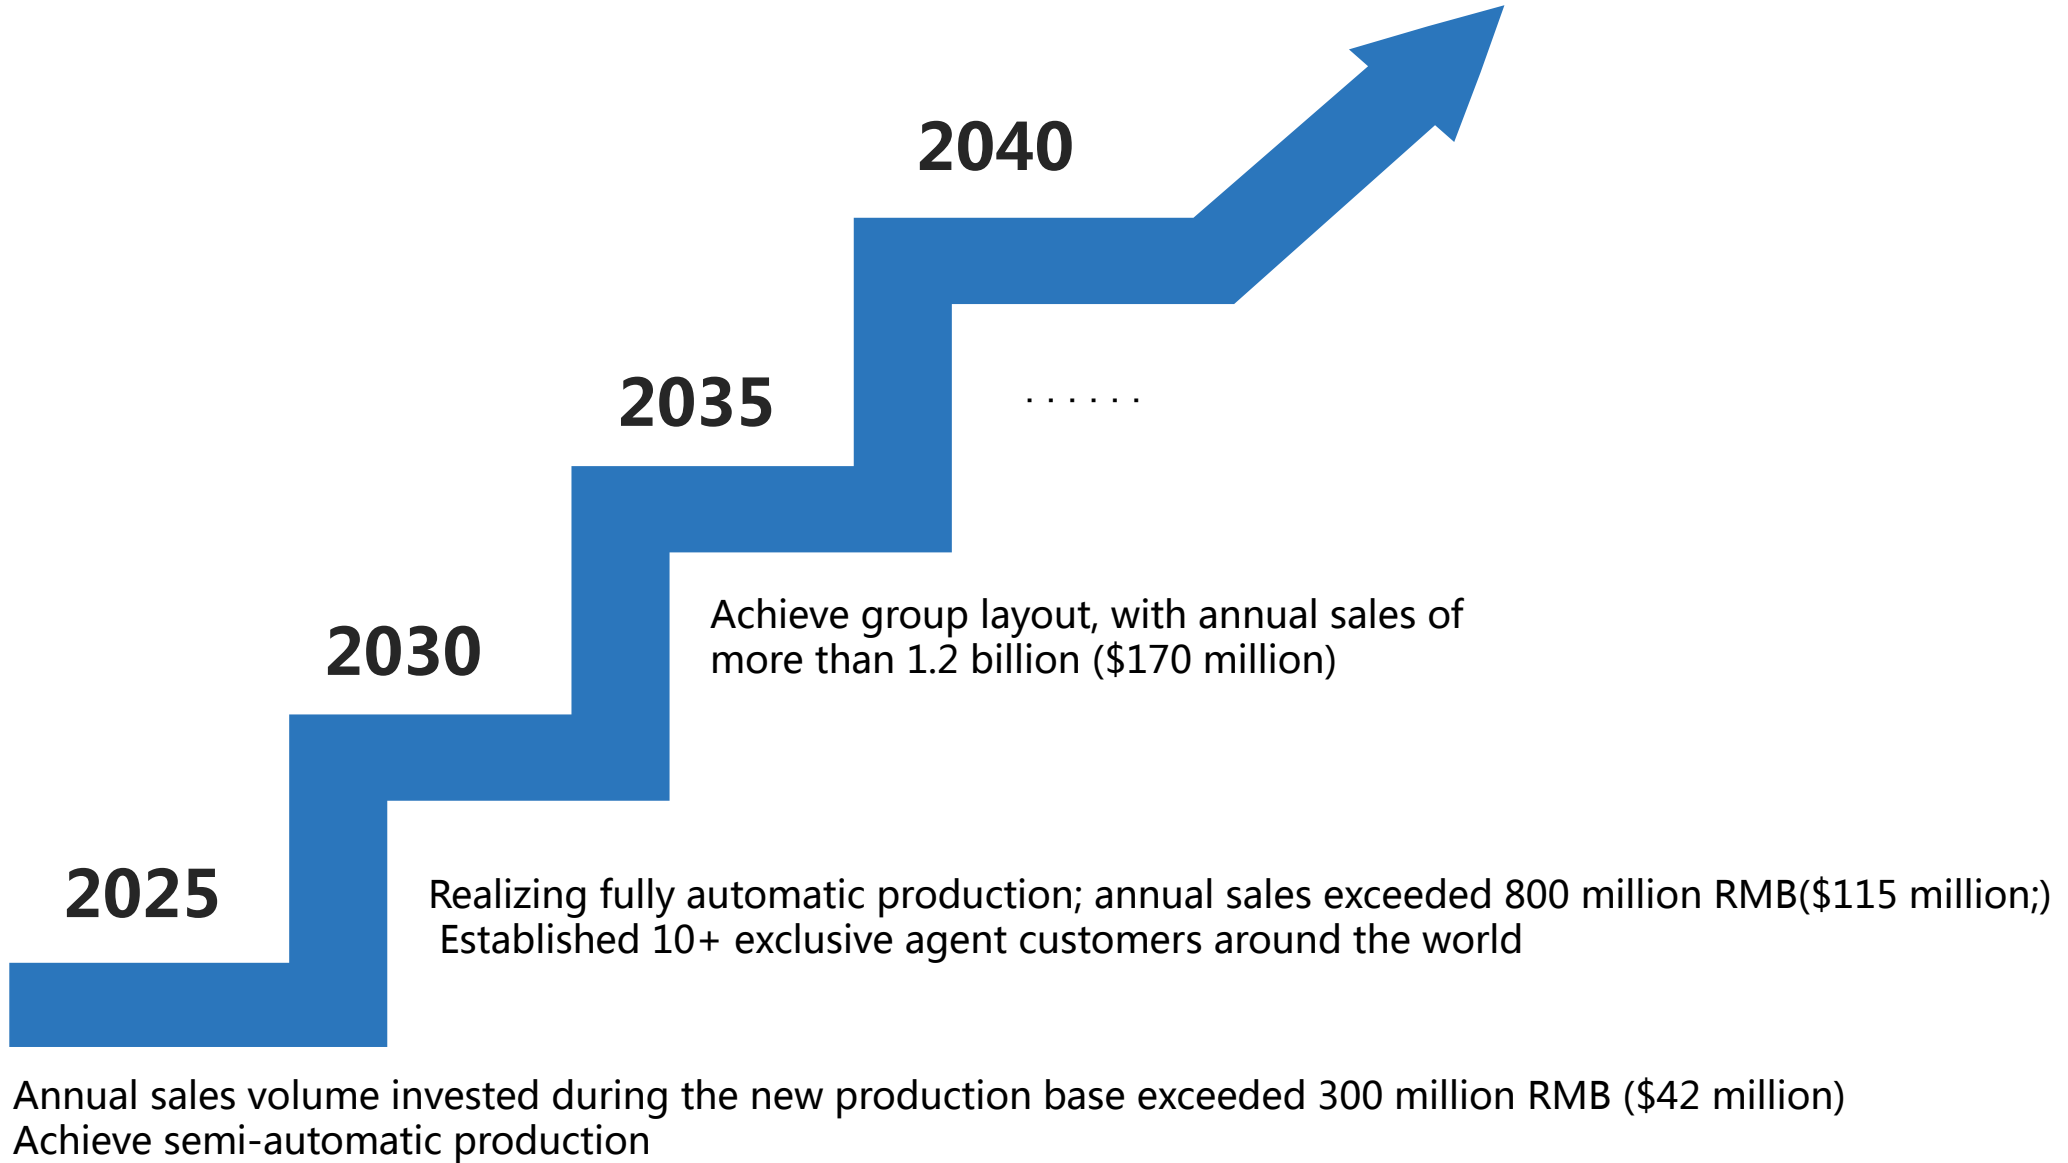 2040
2035
......
2030
Achieve group layout, with annual sales of
more than 1.2 billion ($170 million)
2025
Realizing fully automatic production; annual sales exceeded 800 million RMB($115 million;)
Established 10+ exclusive agent customers around the world
Annual sales volume invested during the new production base exceeded 300 million RMB ($42 million)
Achieve semi-automatic production